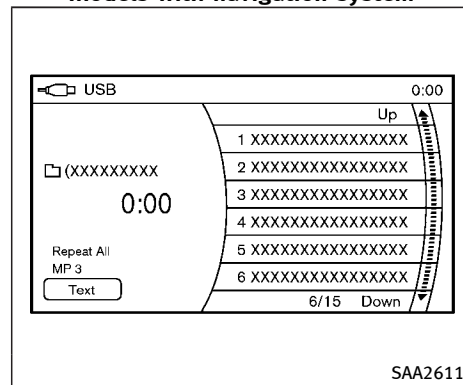 Models with navigation system
USB 0:00
Up
1 XXXXXXXXXXXXXXXX
2 XXXXXXXXXXXXXXXX
(XXXXXXXXX
3 XXXXXXXXXXXXXXXX
0:00
4 XXXXXXXXXXXXXXXX
Repeat All
5 XXXXXXXXXXXXXXXX
MP 3
6 XXXXXXXXXXXXXXXX
Text
6/15 Down
SAA2611